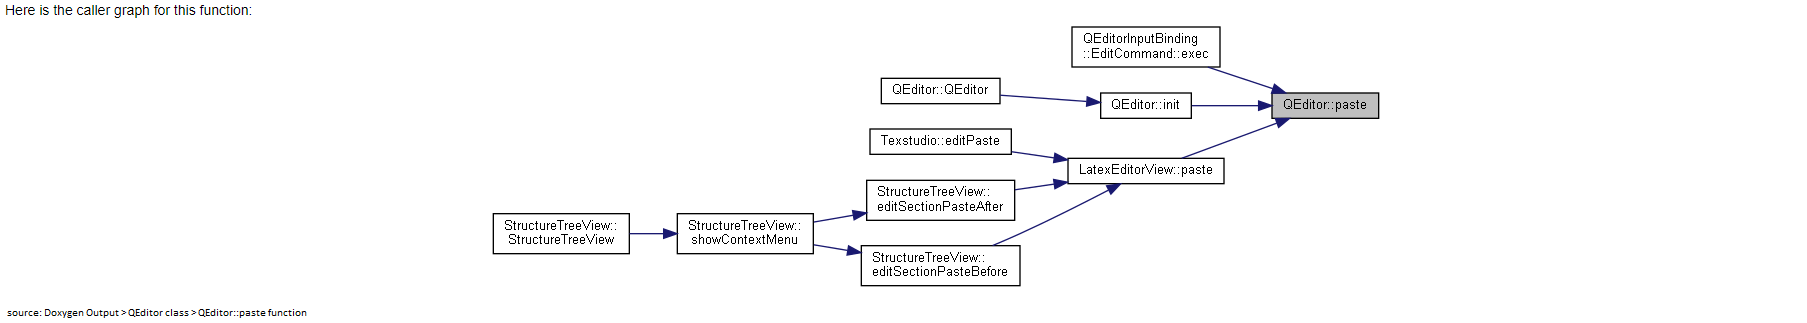 Here is the caller graph for this function:
QEditorInputBinding
::EditCommand::exec
QEditor::QEditor
QEditor::init
QEditor::paste
Texstudio::editPaste
LatexEditorView::paste
StructureTreeView::
editSectionPasteAfter
StructureTreeView::
StructureTreeView
StructureTreeView::
showContextMenu
StructureTreeView::
editSectionPasteBefore
source: Doxygen Output > QEditor class > QEditor::paste function